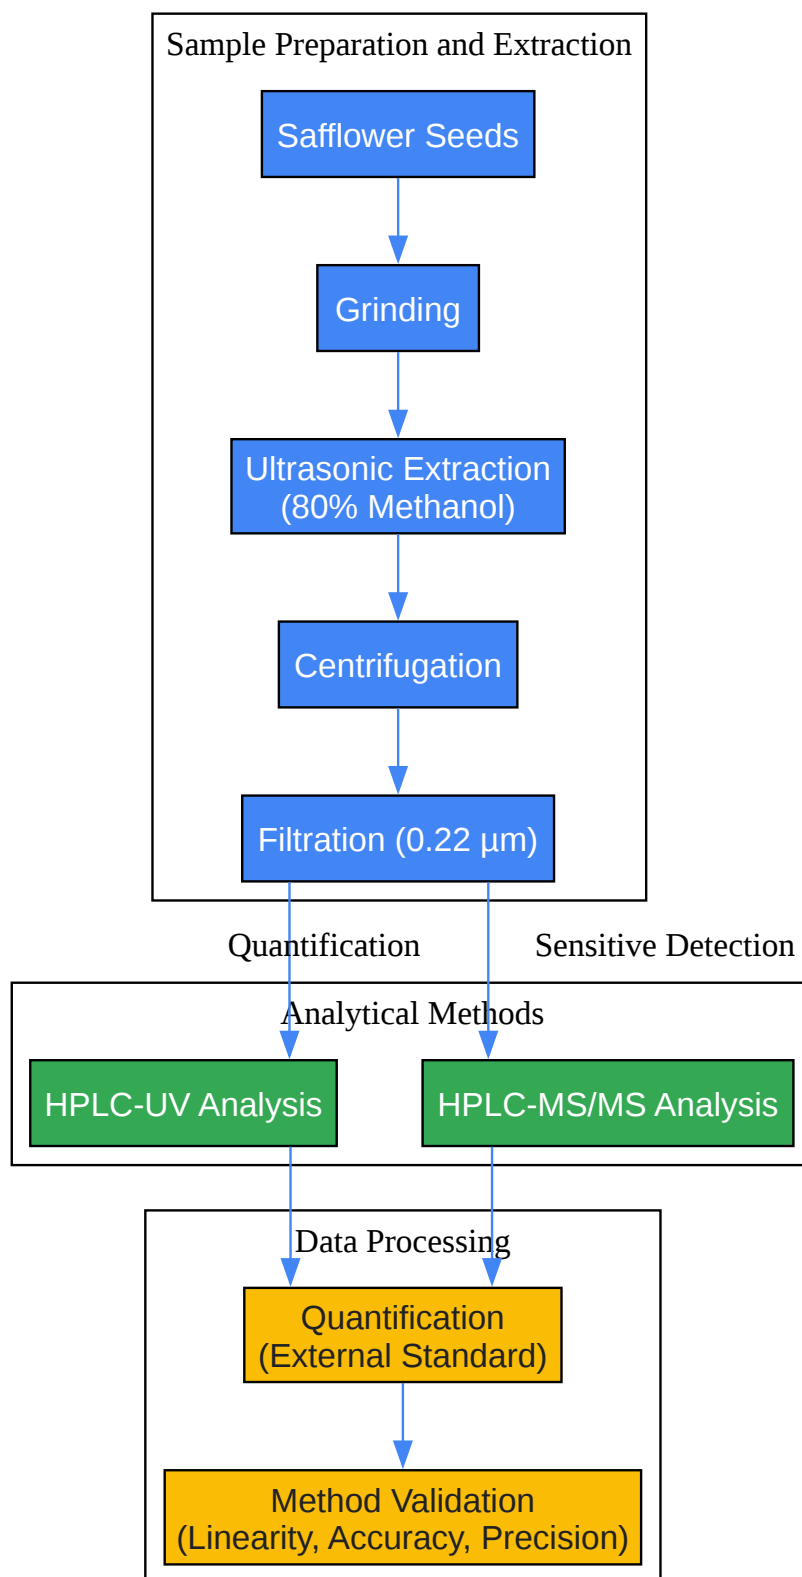 Sample Preparation and Extraction
Safflower Seeds
Grinding
Ultrasonic Extraction
(80% Methanol)
Centrifugation
Filtration (0.22 µm)
Quantification
Sensitive Detection
Analytical Methods
HPLC-UV Analysis
HPLC-MS/MS Analysis
Data Processing
Quantification
(External Standard)
Method Validation
(Linearity, Accuracy, Precision)